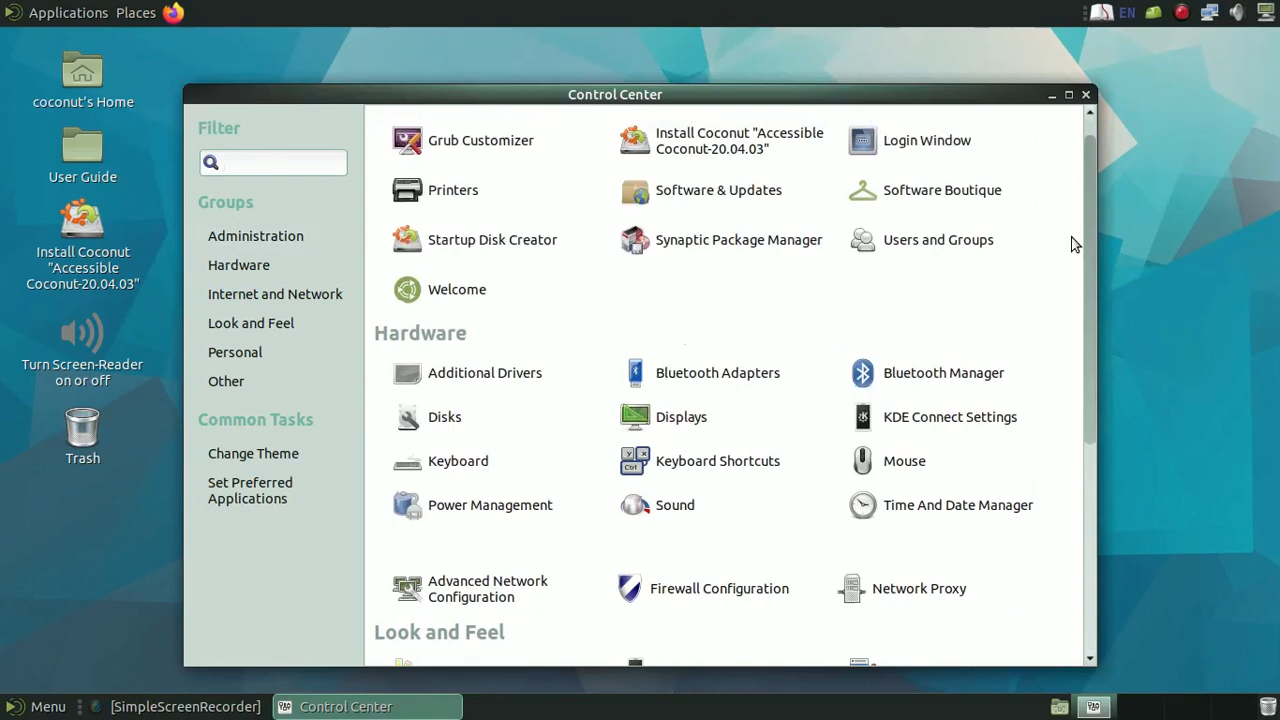 Applications Places
EN
coconut's Home
User Guide
Install Coconut
"Accessible
Coconut-20.04.03"
Turn Screen-Reader
on or off
Trash
Control Center
Filter
Groups
Administration
Hardware
Internet and Network
Look and Feel
Personal
Other
Common Tasks
Change Theme
Set Preferred
Applications
Grub Customizer
Install Coconut "Accessible
Coconut-20.04.03"
Login Window
Printers
Software & Updates
Software Boutique
Startup Disk Creator
Synaptic Package Manager
Users and Groups
Welcome
Hardware
Additional Drivers
Bluetooth Adapters
Bluetooth Manager
Disks
Displays
KDE Connect Settings
Keyboard
Ctrl
Keyboard Shortcuts
Mouse
Power Management
Sound
Time And Date Manager
Advanced Network
Configuration
Firewall Configuration
Network Proxy
Look and Feel
Menu
[SimpleScreenRecorder]
Control Center